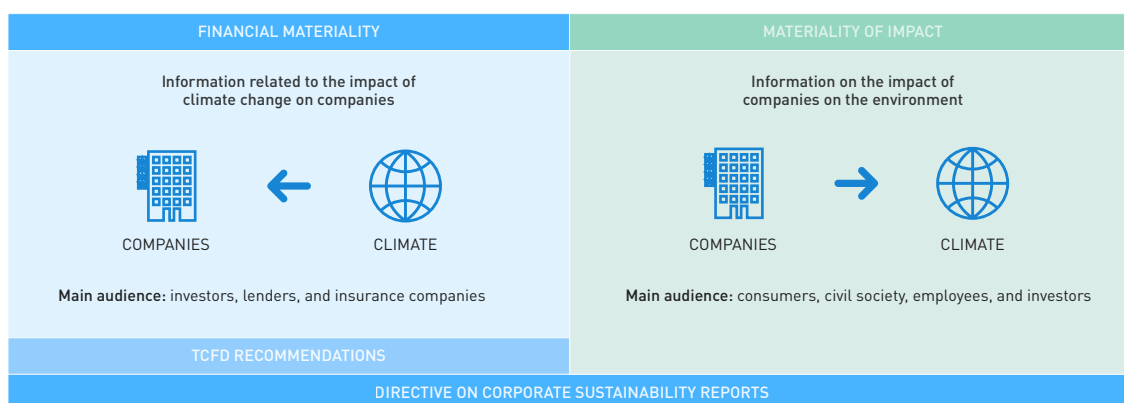 FINANCIAL MATERIALITY
MATERIALITY OF IMPACT
Information related to the impact of
climate change on companies
Information on the impact of
companies on the environment
COMPANIES
CLIMATE
COMPANIES
CLIMATE
Main audience: investors, lenders, and insurance companies
Main audience: consumers, civil society, employees, and investors
TCFD RECOMMENDATIONS
DIRECTIVE ON CORPORATE SUSTAINABILITY REPORTS